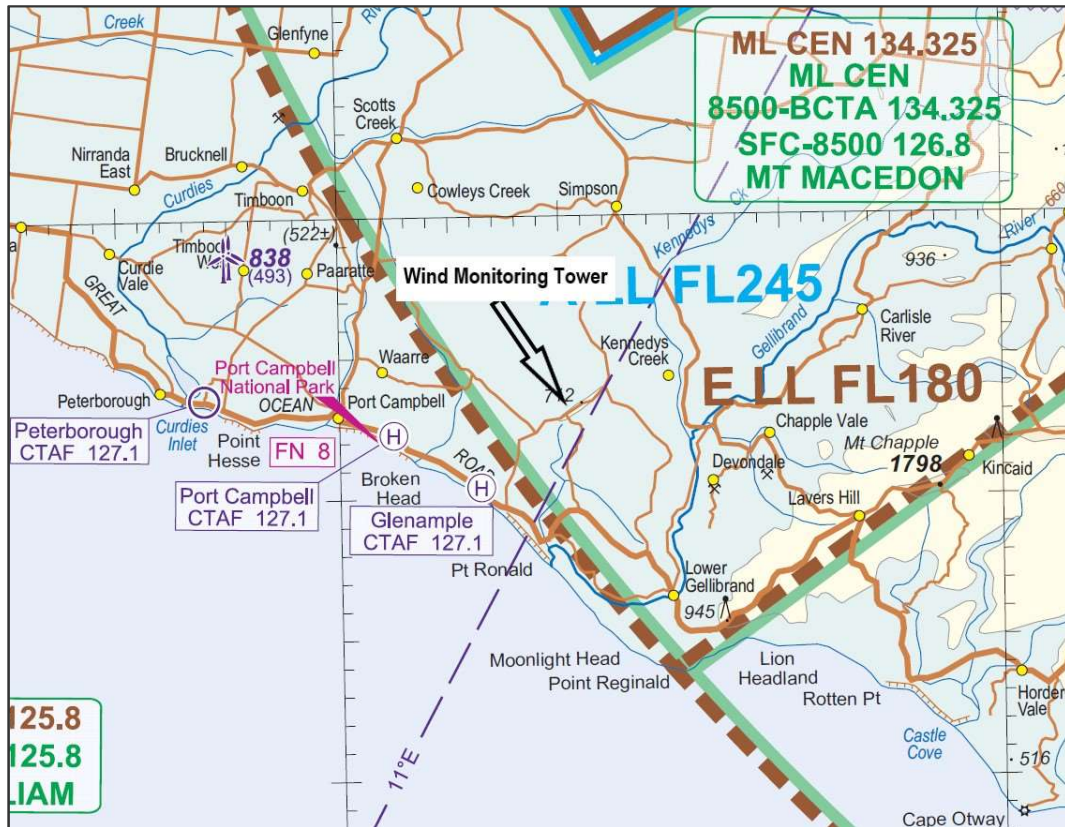 Creek
Glenfyne
ML CEN 134.325
ML CEN
8500-BCTA 134.325
SFC-8500 126.8
MT MACEDON
Scotts
Creek
Nirranda
East
Brucknell
Curdies
Timboon
Cowleys Creek
Simpson
Kennedys Ck
River
660
(522±)
838
(493)
Curdie
Vale
Paaratte
Wind Monitoring Tower
LL FL245
936
GREAT
Gellibrand
Carlisle
River
Kennedys
Creek
Waarre
Port Campbell
National Park
OCEAN
Port Campbell
E LL FL180
Peterborough
Curdies
Inlet
Peterborough
CTAF 127.1
Point
Hesse
FN 8
H
ROAD
Chapple Vale
Mt Chapple
1798
Kincaid
Devondale
Broken
Head
H
Port Campbell
CTAF 127.1
Glenample
CTAF 127.1
Lavers Hill
Pt Ronald
Lower
Gellibrand
945
Moonlight Head
Point Reginald
Lion
Headland
Rotten Pt
Horden
Vale
125.8
125.8
LIAM
11°E
Castle
Cove
516
Cape Otway